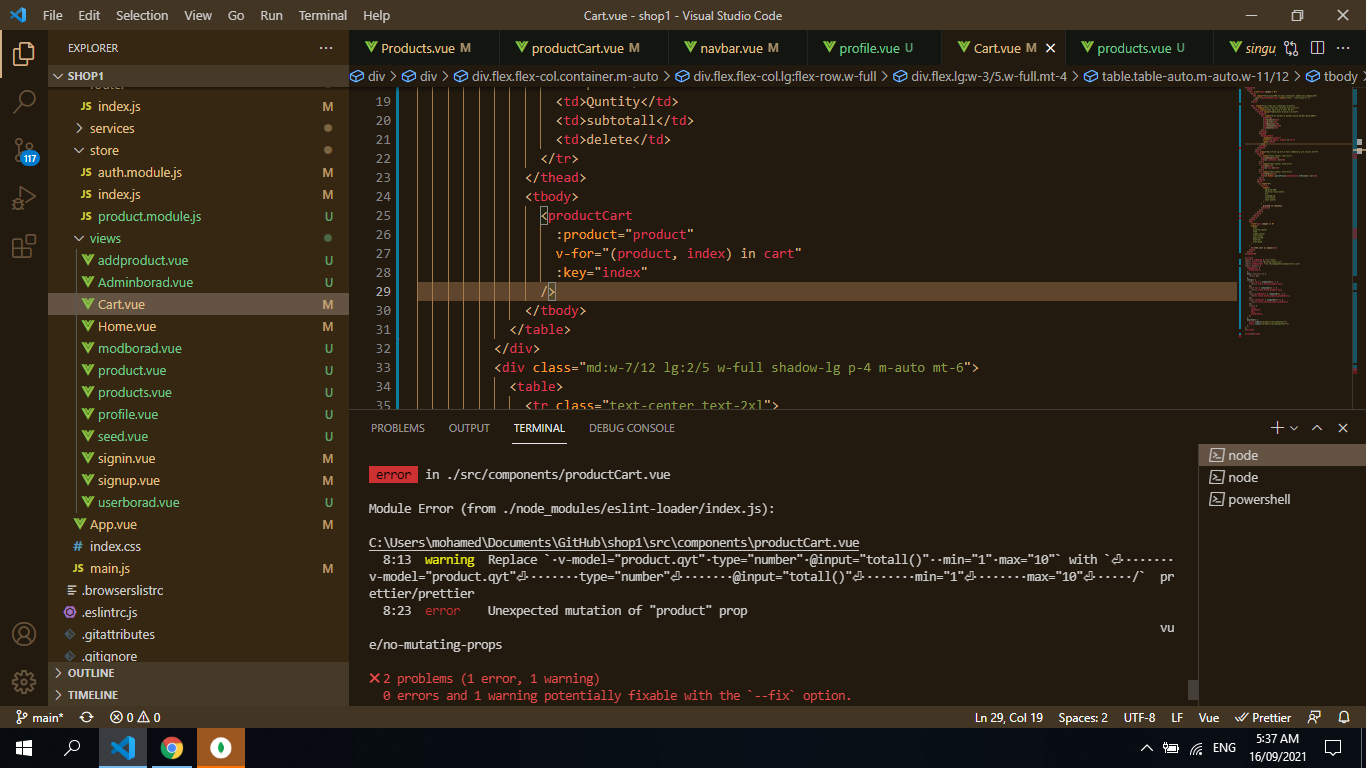 File Edit Selection View Go Run Terminal Help
Cart.vue - shop1 - Visual Studio Code
EXPLORER
SHOP1
index.js M
services
store
auth.module.js M
index.js M
product.module.js U
views
addproduct.vue U
Adminborad.vue U
Cart.vue M
Home.vue M
modborad.vue U
product.vue U
products.vue U
profile.vue U
seed.vue U
signin.vue M
signup.vue M
userborad.vue U
App.vue M
index.css
main.js M
.browserslistrc
.eslintrc.js
.gitattributes
.gitignore
OUTLINE
TIMELINE
117
Products.vue M
productCart.vue M
navbar.vue M
profile.vue U
Cart.vue M
products.vue U
singu
div > div > div.flex.flex-col.container.m-auto > div.flex.flex-col.lg:flex-row.w-full > div.flex.lg:w-3/5.w-full.mt-4 > table.table-auto.m-auto.w-11/12 > tbody
19 <td>Quntity</td>
20 <td>subtotall</td>
21 <td>delete</td>
22 </tr>
23 </thead>
24 <tbody>
25 <productCart
26 :product="product"
27 v-for="(product, index) in cart"
28 :key="index"
29 />
30 </tbody>
31 </table>
32 </div>
33 <div class="md:w-7/12 lg:2/5 w-full shadow-lg p-4 m-auto mt-6">
34 <table>
35 <tr class="text-center text-2xl">
PROBLEMS OUTPUT TERMINAL DEBUG CONSOLE
error in ./src/components/productCart.vue
Module Error (from ./node_modules/eslint-loader/index.js):
C:\Users\mohamed\Documents\GitHub\shop1\src\components\productCart.vue
8:13 warning Replace `·v-model="product.qyt"·type="number"·@input="totall()"··min="1"·max="10"` with `⏎········
v-model="product.qyt"⏎········type="number"⏎········@input="totall()"⏎········min="1"⏎········max="10"⏎······/` pr
ettier/prettier
8:23 error Unexpected mutation of "product" prop
vu
e/no-mutating-props
✖ 2 problems (1 error, 1 warning)
0 errors and 1 warning potentially fixable with the `--fix` option.
node
node
powershell
main* 0 0
Ln 29, Col 19 Spaces: 2 UTF-8 LF Vue Prettier
ENG
5:37 AM
16/09/2021